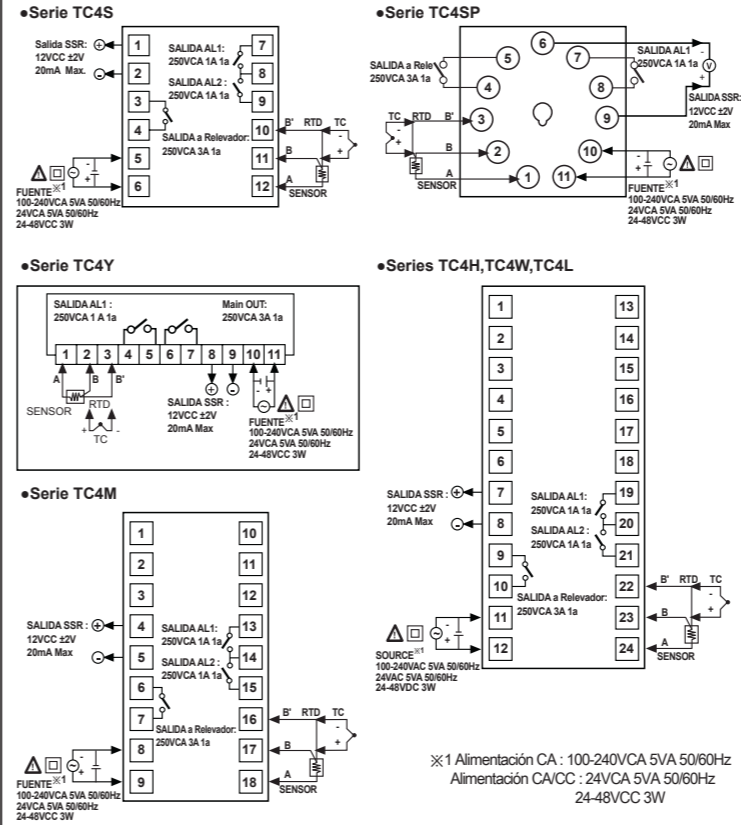 ●Serie TC4S
Salida SSR:
12VCC ±2V
20mA Max.
1
2
3
4
5
6
SALIDA AL1 :
250VCA 1A 1a
SALIDA AL2 :
250VCA 1A 1a
SALIDA a Relevador:
250VCA 3A 1a
7
8
9
10
11
12
B' RTD TC
B
A
SENSOR
- +
FUENTE※1
100-240VCA 5VA 50/60Hz
24VCA 5VA 50/60Hz
24-48VCC 3W
●Serie TC4SP
SALIDA a Rele
250VCA 3A 1a
5
4
3
2
1
6
7
8
9
10
11
SALIDA AL1
250VCA 1A 1a
V
- +
SALIDA SSR:
12VCC ±2V
20mA Max
TC RTD B'
- +
B
A
SENSOR
- +
FUENTE※1
100-240VCA 5VA 50/60Hz
24VCA 5VA 50/60Hz
24-48VCC 3W
●Serie TC4Y
SALIDA AL1 :
250VCA 1 A 1a
Main OUT:
250VCA 3A 1a
1 2 3 4 5 6 7 8 9 10 11
A B B'
SENSOR
RTD
+ -
TC
SALIDA SSR :
12VCC ±2V
20mA Max
- +
FUENTE※1
100-240VCA 5VA 50/60Hz
24VCA 5VA 50/60Hz
24-48VCC 3W
●Series TC4H,TC4W,TC4L
1
2
3
4
5
6
7
8
9
10
11
12
13
14
15
16
17
18
19
20
21
22
23
24
SALIDA SSR :
12VCC ±2V
20mA Max
SALIDA AL1:
250VCA 1A 1a
SALIDA AL2 :
250VCA 1A 1a
SALIDA a Relevador:
250VCA 3A 1a
B' RTD TC
- +
B
A
SENSOR
- +
SOURCE※1
100-240VAC 5VA 50/60Hz
24VAC 5VA 50/60Hz
24-48VDC 3W
●Serie TC4M
1
2
3
4
5
6
7
8
9
10
11
12
13
14
15
16
17
18
SALIDA SSR :
12VCC ±2V
20mA Max
SALIDA AL1:
250VCA 1A 1a
SALIDA AL2 :
250VCA 1A 1a
SALIDA a Relevador:
250VCA 3A 1a
B' RTD TC
- +
B
A
SENSOR
- +
FUENTE※1
100-240VCA 5VA 50/60Hz
24VCA 5VA 50/60Hz
24-48VCC 3W
※1 Alimentación CA : 100-240VCA 5VA 50/60Hz
Alimentación CA/CC : 24VCA 5VA 50/60Hz
24-48VCC 3W